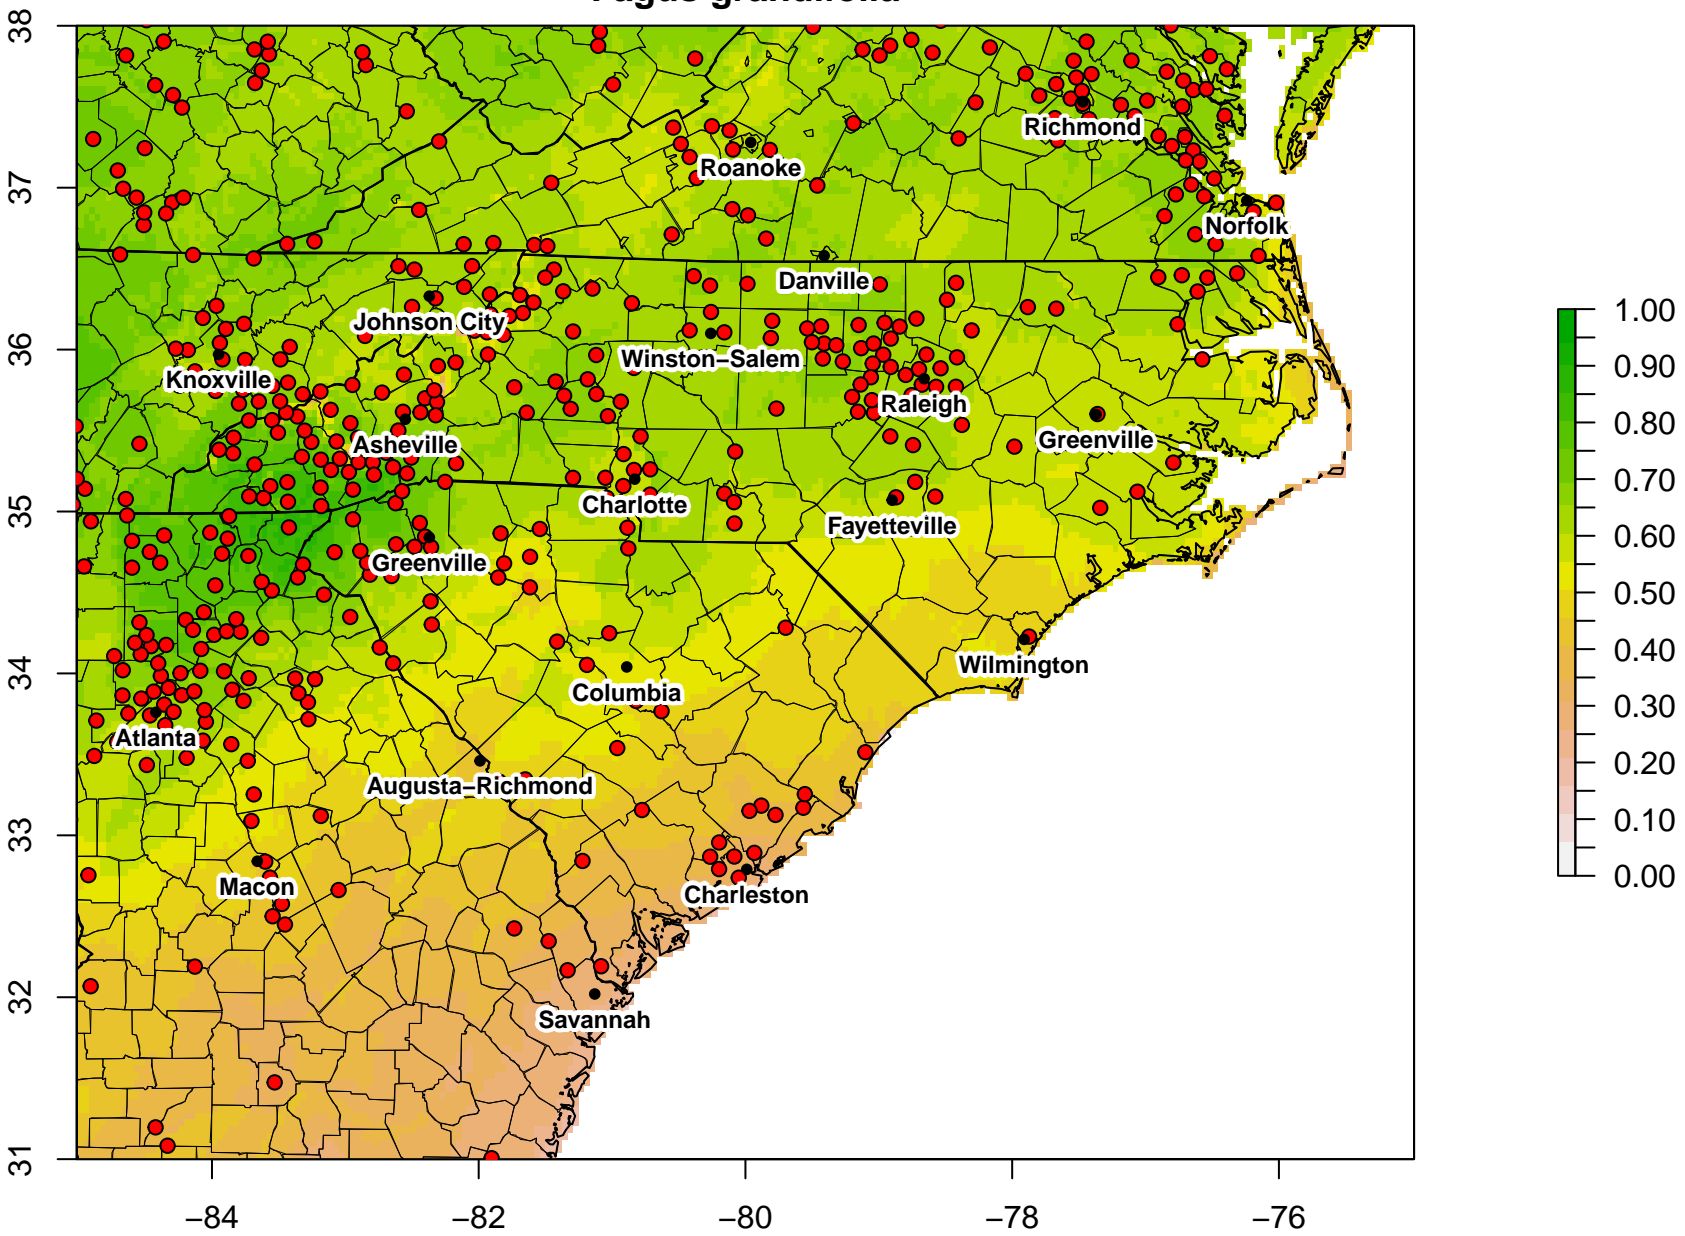 Fagus grandifolia
38
37
36
35
34
33
32
31
Richmond
Roanoke
Norfolk
Danville
Johnson City
Winston–Salem
Knoxville
Raleigh
Asheville
Greenville
Charlotte
Fayetteville
Greenville
Wilmington
Columbia
Atlanta
Augusta–Richmond
Macon
Charleston
Savannah
–84
–82
–80
–78
–76
1.00
0.90
0.80
0.70
0.60
0.50
0.40
0.30
0.20
0.10
0.00